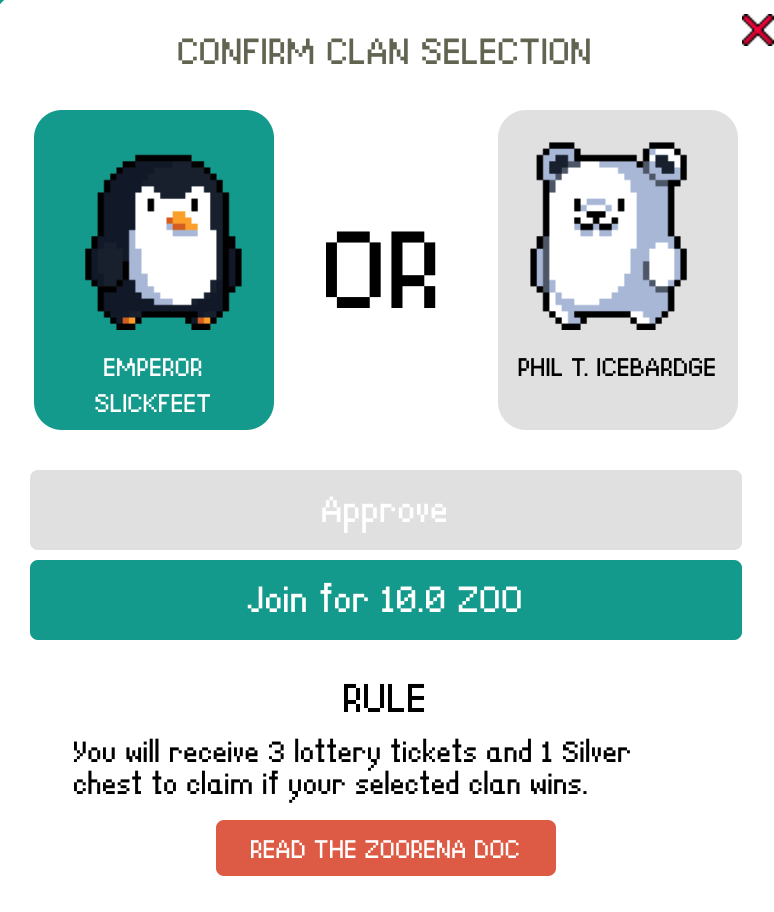 CONFIRM CLAN SELECTION
EMPEROR
SLICKFEET
OR
PHIL T. ICEBARDGE
Approve
Join for 10.0 ZOO
RULE
You will receive 3 lottery tickets and 1 Silver
chest to claim if your selected clan wins.
READ THE ZOORENA DOC